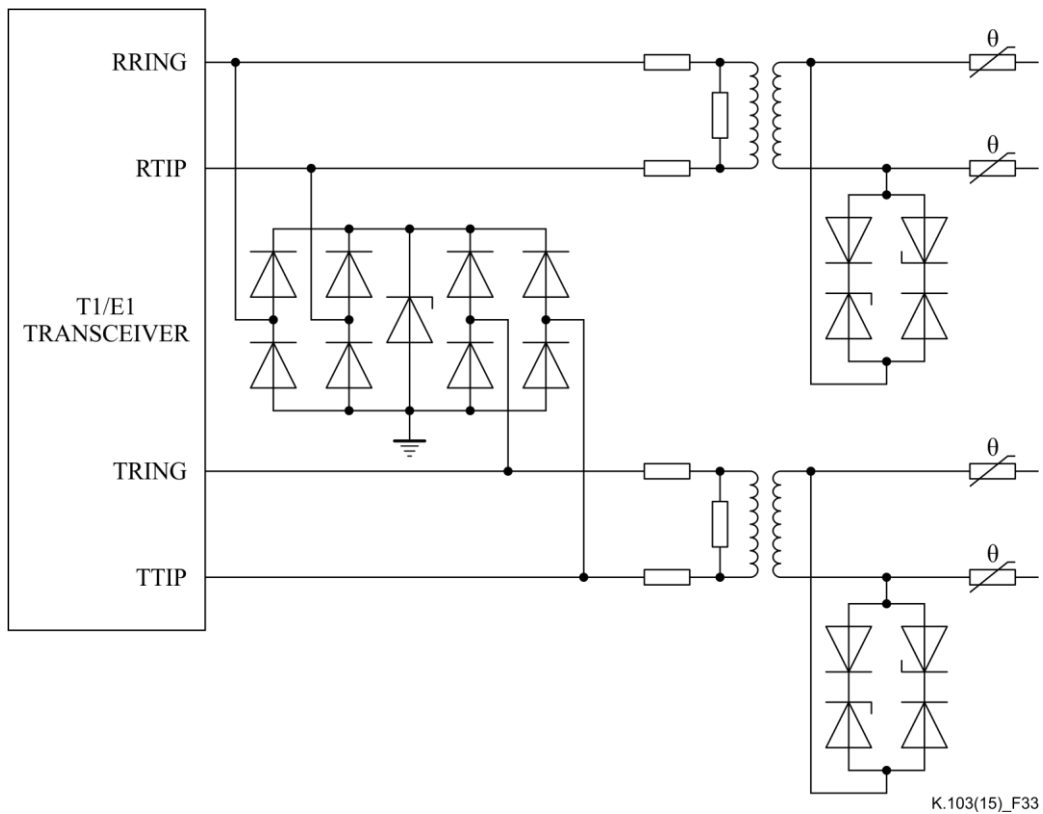 θ
RRING
θ
RTIP
T1/E1
TRANSCEIVER
θ
TRING
θ
TTIP
K.103(15)_F33